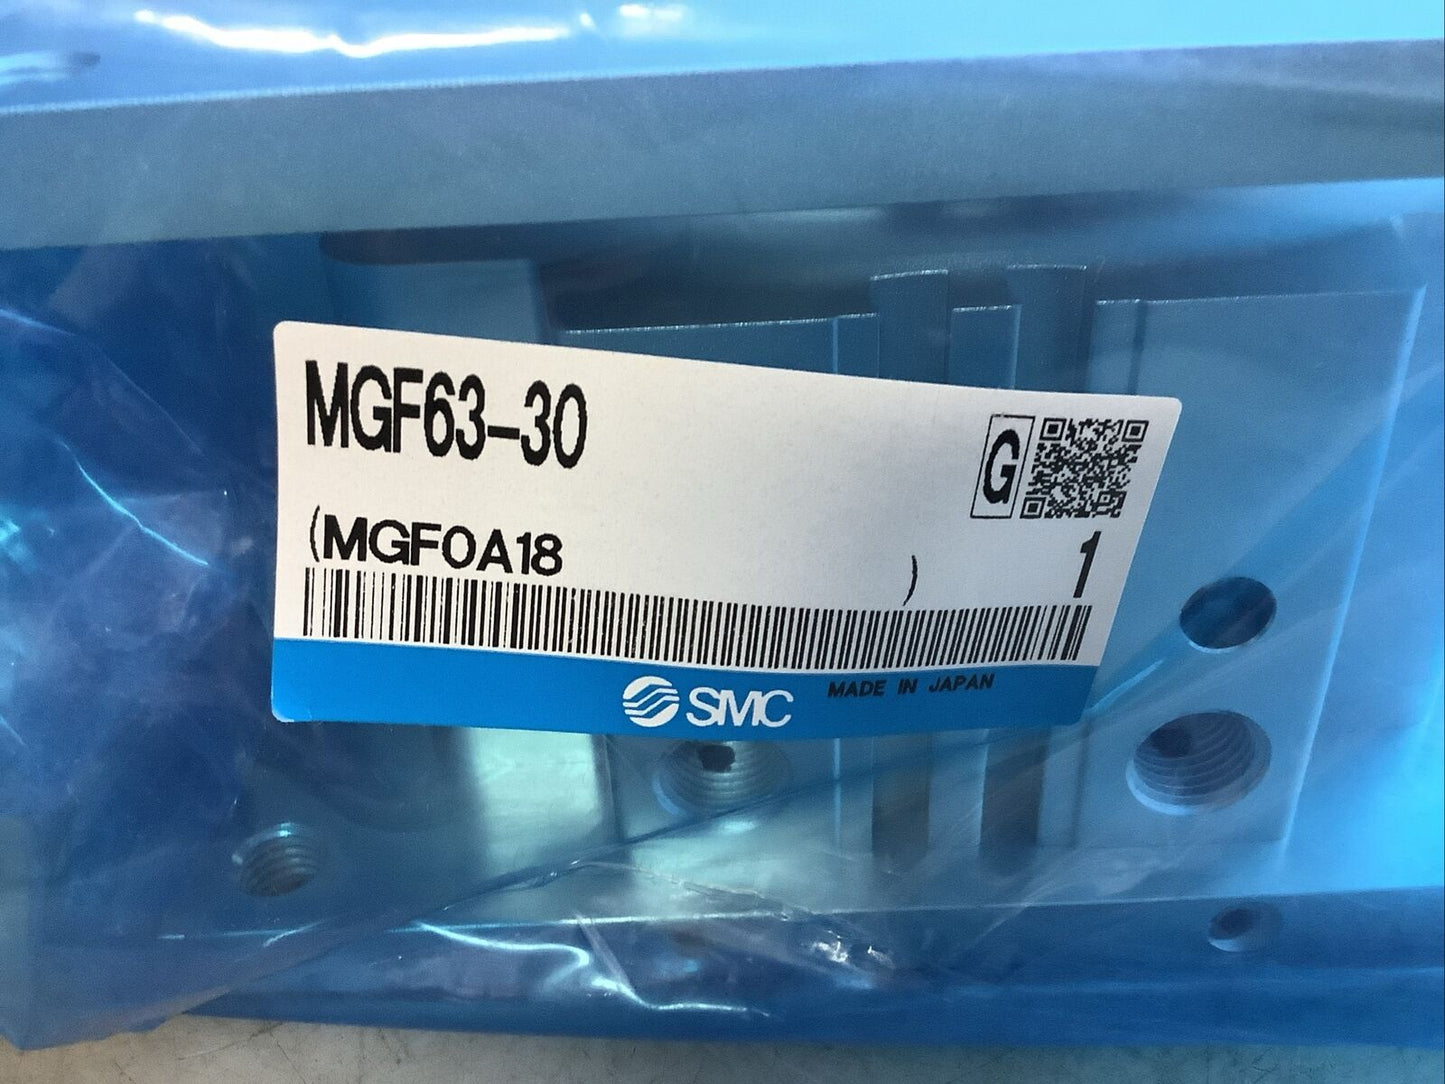 MGF63-30
G
(MGF0A18 )
1
SMC MADE IN JAPAN